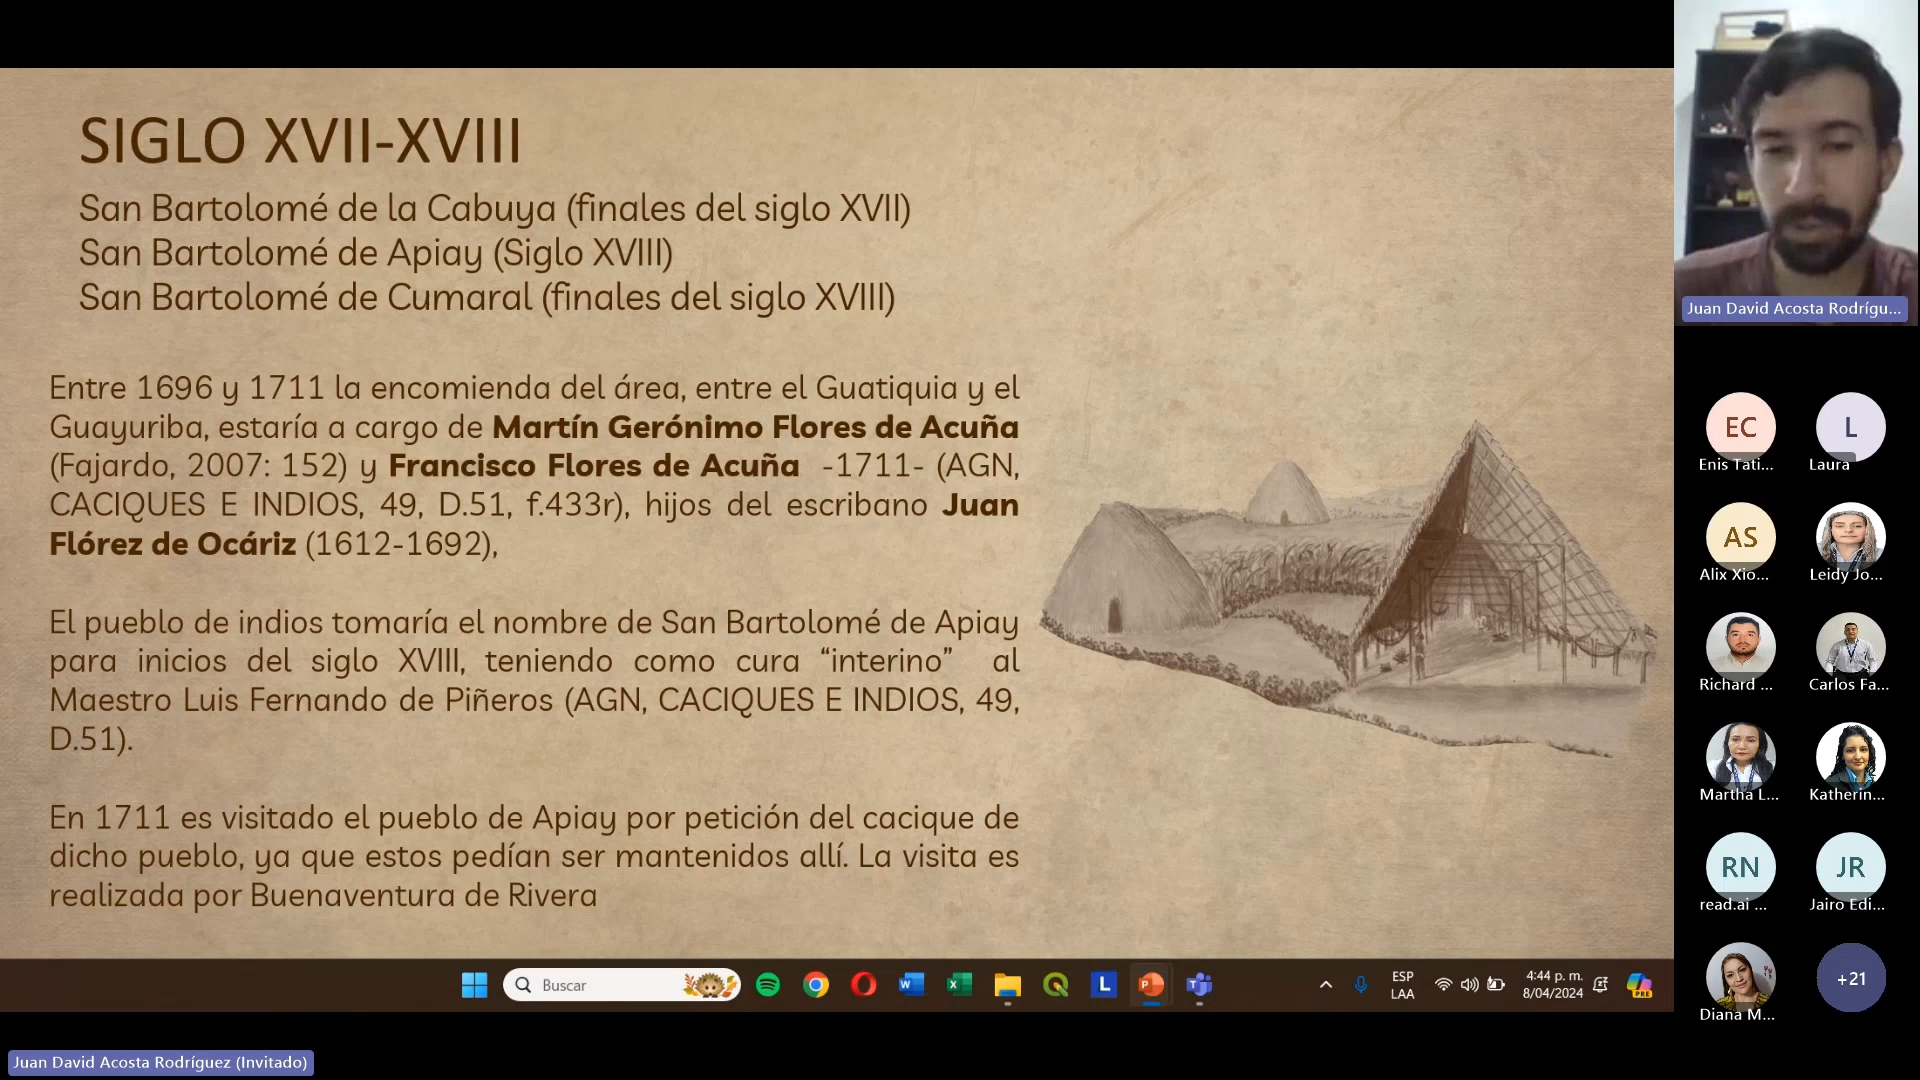 SIGLO XVII-XVIII
San Bartolomé de la Cabuya (finales del siglo XVII)
San Bartolomé de Apiay (Siglo XVIII)
San Bartolomé de Cumaral (finales del siglo XVIII)
Entre 1696 y 1711 la encomienda del área, entre el Guatiquia y el
Guayuriba, estaría a cargo de Martín Gerónimo Flores de Acuña
(Fajardo, 2007: 152) y Francisco Flores de Acuña -1711- (AGN,
CACIQUES E INDIOS, 49, D.51, f.433r), hijos del escribano Juan
Flórez de Ocáriz (1612-1692),
El pueblo de indios tomaría el nombre de San Bartolomé de Apiay
para inicios del siglo XVIII, teniendo como cura “interino” al
Maestro Luis Fernando de Piñeros (AGN, CACIQUES E INDIOS, 49,
D.51).
En 1711 es visitado el pueblo de Apiay por petición del cacique de
dicho pueblo, ya que estos pedían ser mantenidos allí. La visita es
realizada por Buenaventura de Rivera
Juan David Acosta Rodrígu...
EC
L
Enis Tati...
Laura
AS
Alix Xio...
Leidy Jo...
Richard ...
Carlos Fa...
Martha L...
Katherin...
RN
JR
read.ai ...
Jairo Edi...
+21
Diana M...
Buscar
W
X
L
P
T
ESP
LAA
4:44 p. m.
8/04/2024
PRE
Juan David Acosta Rodríguez (Invitado)